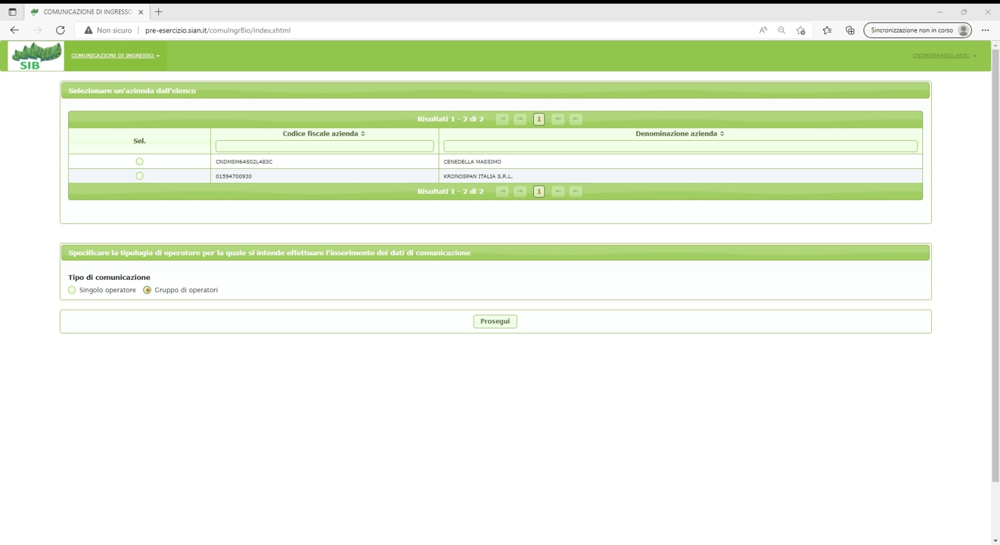 COMUNICAZIONE DI INGRESSO
Non sicuro | pre-esercizio.sian.it/comuIngrBio/index.xhtml
Sincronizzazione non in corso
SIB
COMUNICAZIONI DI INGRESSO
CNDMSM64S02L483C
Selezionare un'azienda dall'elenco
Risultati 1 - 2 di 2 1
Sel. Codice fiscale azienda Denominazione azienda
CNDMSM64S02L483C CENEDELLA MASSIMO
01594700930 KRONOSPAN ITALIA S.R.L.
Risultati 1 - 2 di 2 1
Specificare la tipologia di operatore per la quale si intende effettuare l'inserimento dei dati di comunicazione
Tipo di comunicazione
Singolo operatore Gruppo di operatori
Prosegui